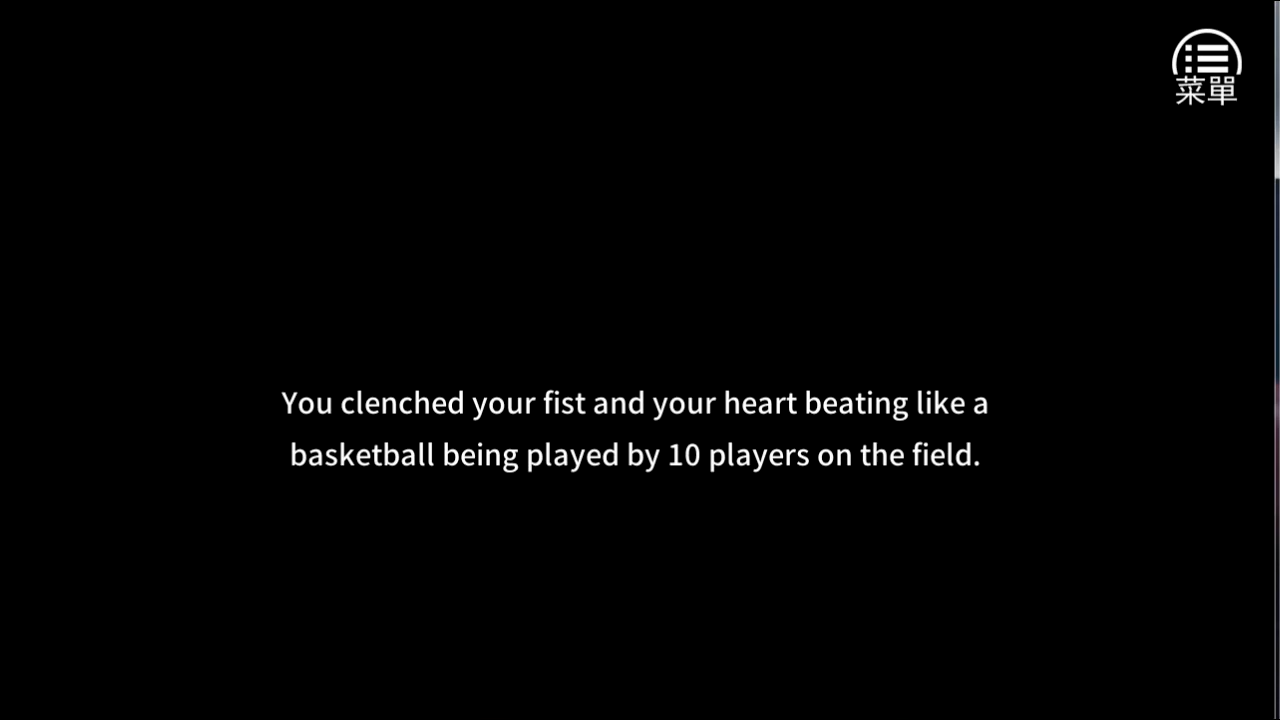 菜單
You clenched your fist and your heart beating like a
basketball being played by 10 players on the field.